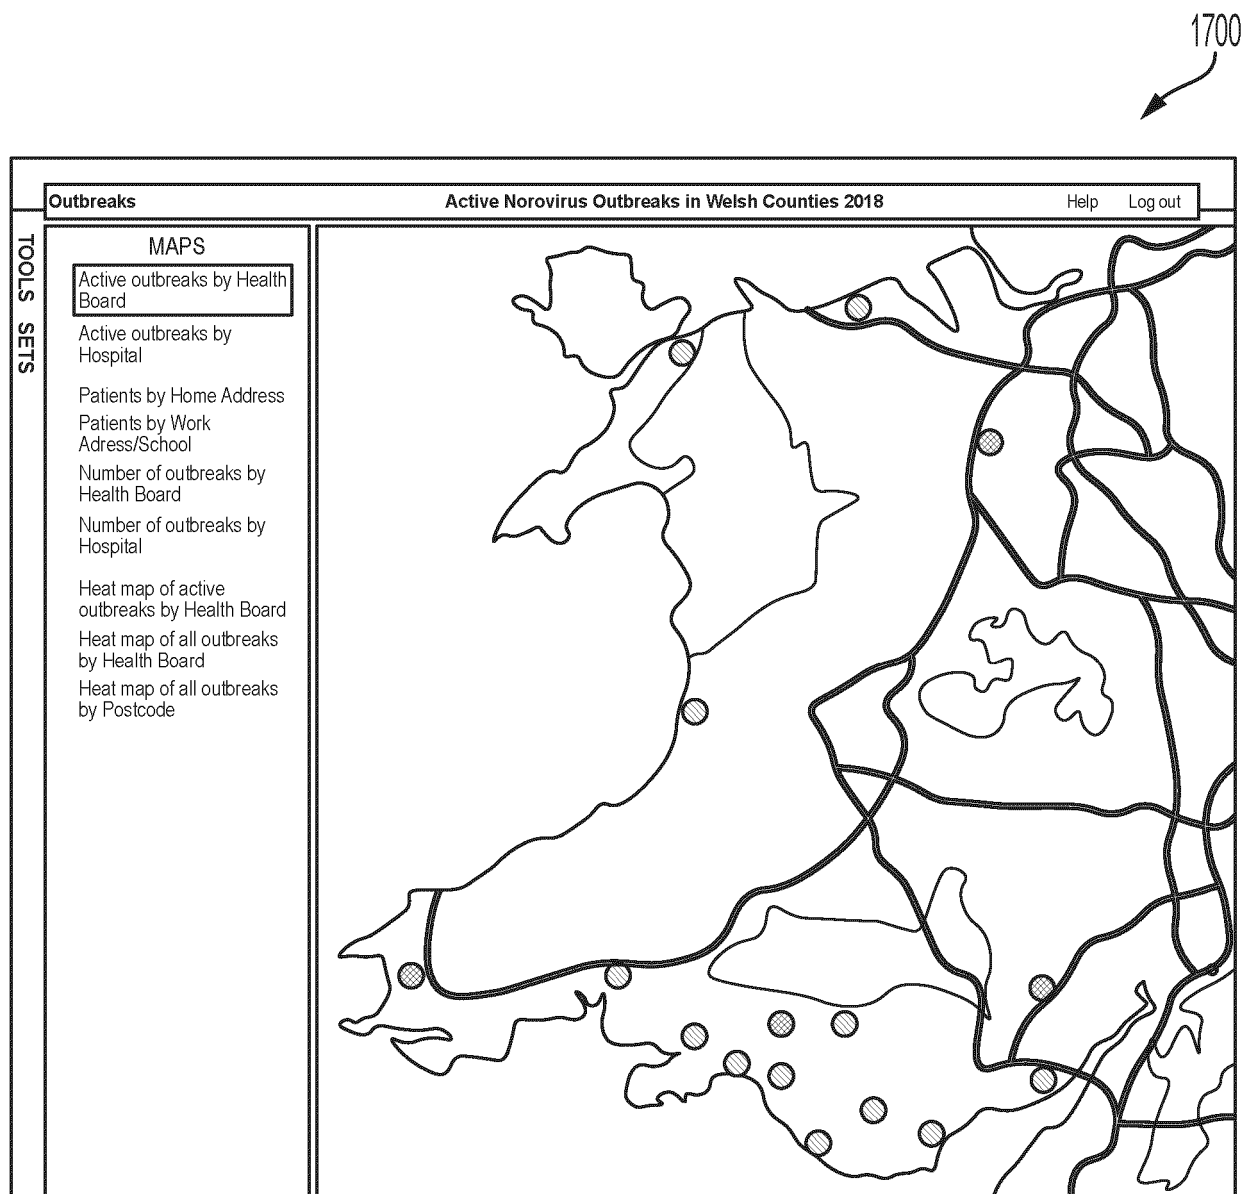 1700
Outbreaks
Active Norovirus Outbreaks in Welsh Counties 2018
Help
Log out
TOOLS SETS
MAPS
Active outbreaks by Health
Board
Active outbreaks by
Hospital
Patients by Home Address
Patients by Work
Adress/School
Number of outbreaks by
Health Board
Number of outbreaks by
Hospital
Heat map of active
outbreaks by Health Board
Heat map of all outbreaks
by Health Board
Heat map of all outbreaks
by Postcode